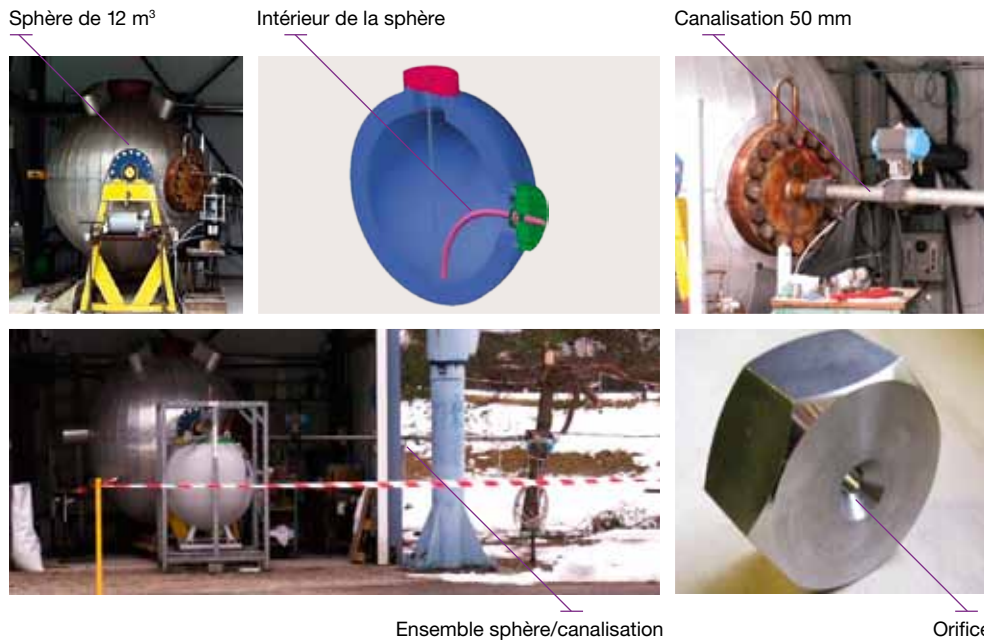 Sphère de 12 m³
Intérieur de la sphère
Canalisation 50 mm
Ensemble sphère/canalisation
Orifice